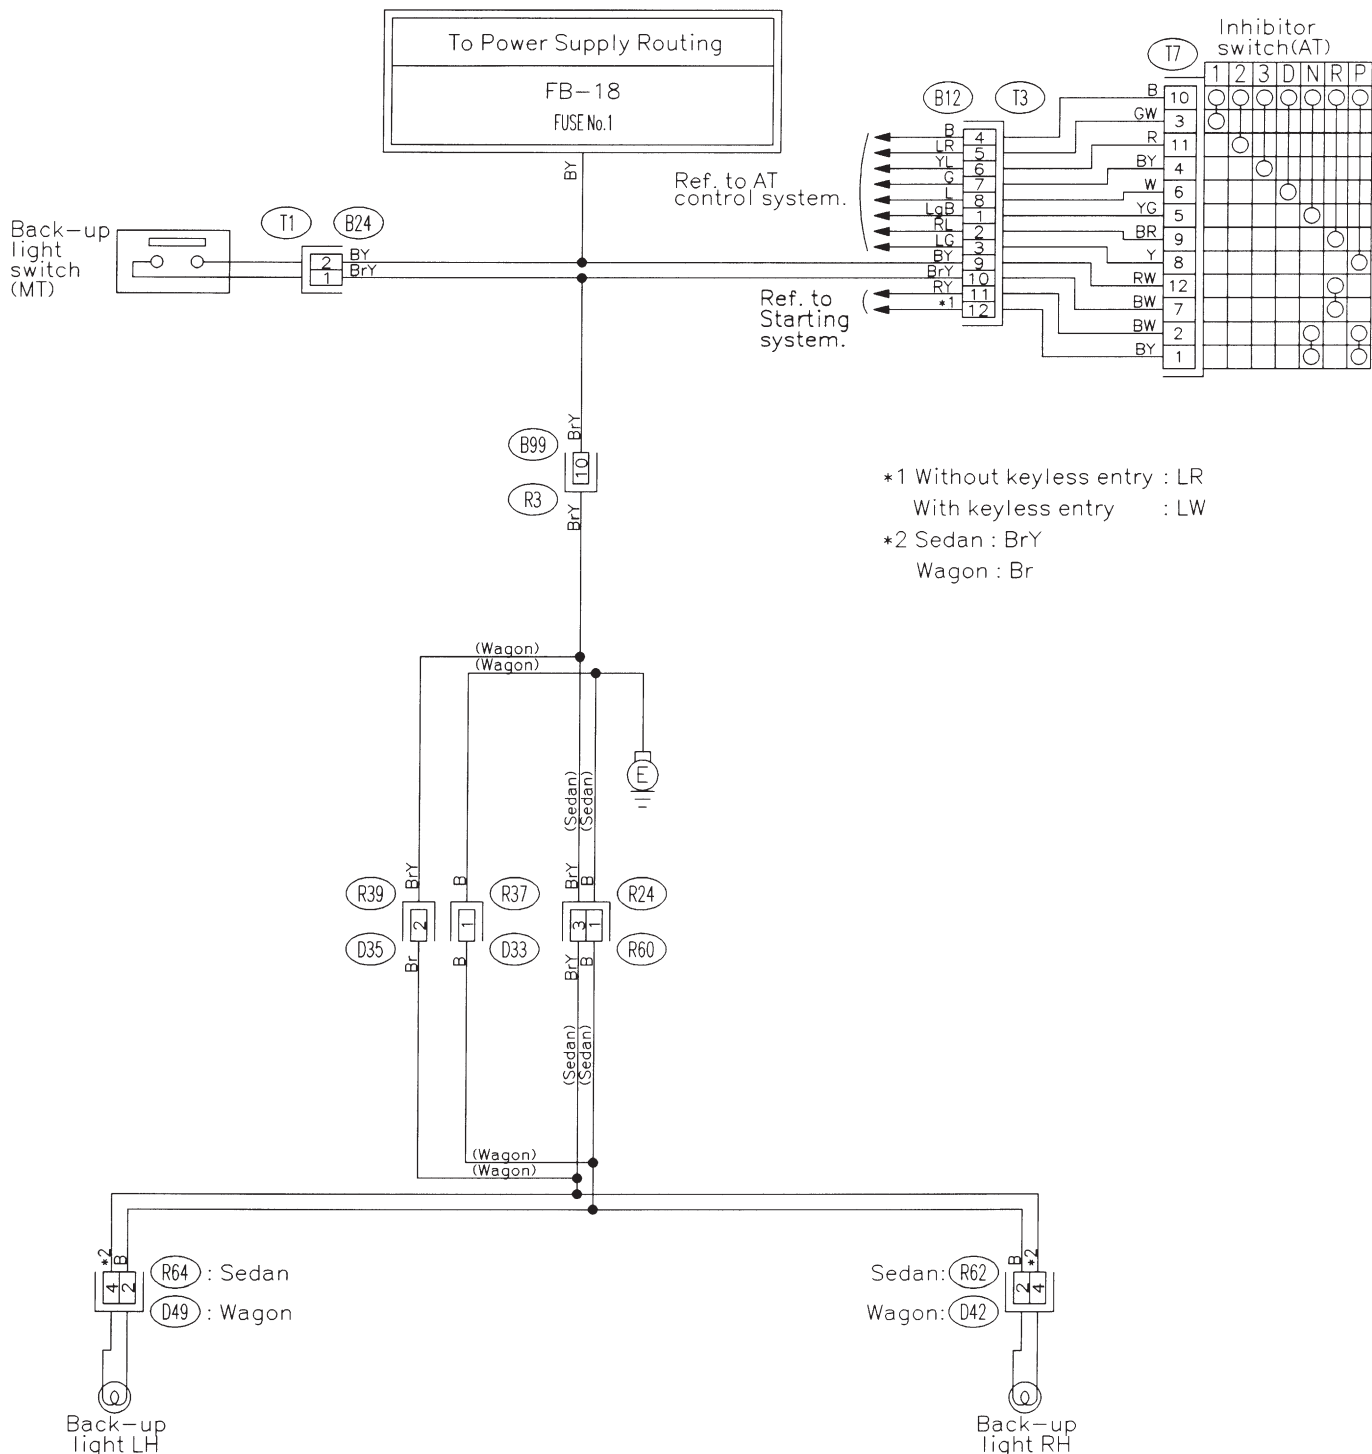 To Power Supply Routing
FB-18
FUSE No.1
BY
Inhibitor
switch(AT)
T7
1 2 3 D N R P
B12 T3
B 10
GW 3
R 11
BY 4
W 6
YG 5
BR 9
Y 8
RW 12
BW 7
BW 2
BY 1
B 4
LR 5
YL 6
G 7
L 8
LgB 1
RL 2
LG 3
BY 9
BrY 10
RY 11
*1 12
Ref. to AT
control system.
Ref. to
Starting
system.
Back-up
light
switch
(MT)
T1 B24
2 BY
1 BrY
BrY
B99
10
R3
BrY
*1 Without keyless entry : LR
With keyless entry : LW
*2 Sedan : BrY
Wagon : Br
(Wagon)
(Wagon)
E
(Sedan)
(Sedan)
BrY B BrY B
R39 R37 R24
2 1 3 1
D35 D33 R60
Br B BrY B
(Sedan)
(Sedan)
(Wagon)
(Wagon)
*2 B
4 2
R64 : Sedan
D49 : Wagon
Back-up
light LH
B *2
2 4
Sedan: R62
Wagon: D42
Back-up
light RH